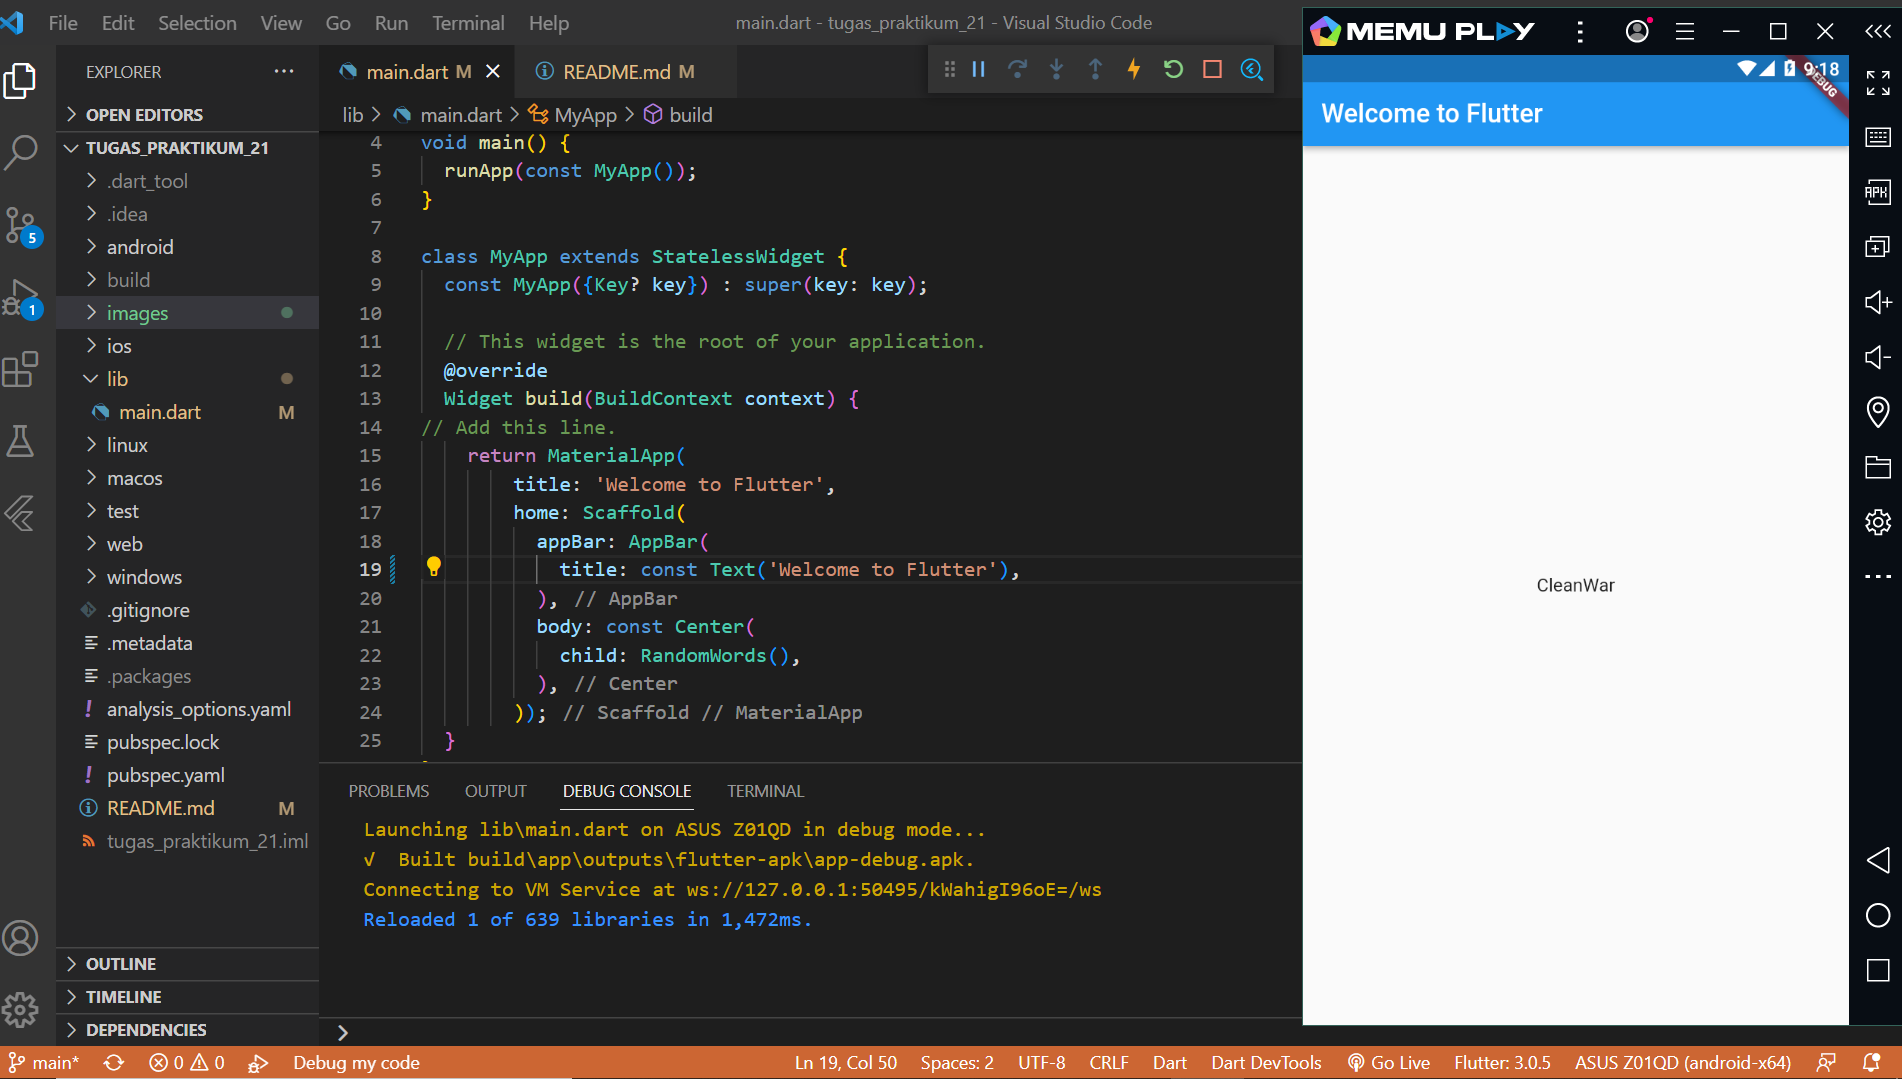 File Edit Selection View Go Run Terminal Help
main.dart - tugas_praktikum_21 - Visual Studio Code
EXPLORER
OPEN EDITORS
TUGAS_PRAKTIKUM_21
.dart_tool
.idea
android
build
images
ios
lib
main.dart M
linux
macos
test
web
windows
.gitignore
.metadata
.packages
analysis_options.yaml
pubspec.lock
pubspec.yaml
README.md M
tugas_praktikum_21.iml
OUTLINE
TIMELINE
DEPENDENCIES
5
1
main.dart M
README.md M
lib > main.dart > MyApp > build
4 void main() {
5 runApp(const MyApp());
6 }
7
8 class MyApp extends StatelessWidget {
9 const MyApp({Key? key}) : super(key: key);
10
11 // This widget is the root of your application.
12 @override
13 Widget build(BuildContext context) {
14 // Add this line.
15 return MaterialApp(
16 title: 'Welcome to Flutter',
17 home: Scaffold(
18 appBar: AppBar(
19 title: const Text('Welcome to Flutter'),
20 ), // AppBar
21 body: const Center(
22 child: RandomWords(),
23 ), // Center
24 )); // Scaffold // MaterialApp
25 }
PROBLEMS OUTPUT DEBUG CONSOLE TERMINAL
Launching lib\main.dart on ASUS Z01QD in debug mode...
√ Built build\app\outputs\flutter-apk\app-debug.apk.
Connecting to VM Service at ws://127.0.0.1:50495/kWahigI96oE=/ws
Reloaded 1 of 639 libraries in 1,472ms.
MEMU PLAY
9:18
DEBUG
Welcome to Flutter
CleanWar
APK
main* 0 0 Debug my code
Ln 19, Col 50 Spaces: 2 UTF-8 CRLF Dart Dart DevTools Go Live Flutter: 3.0.5 ASUS Z01QD (android-x64)